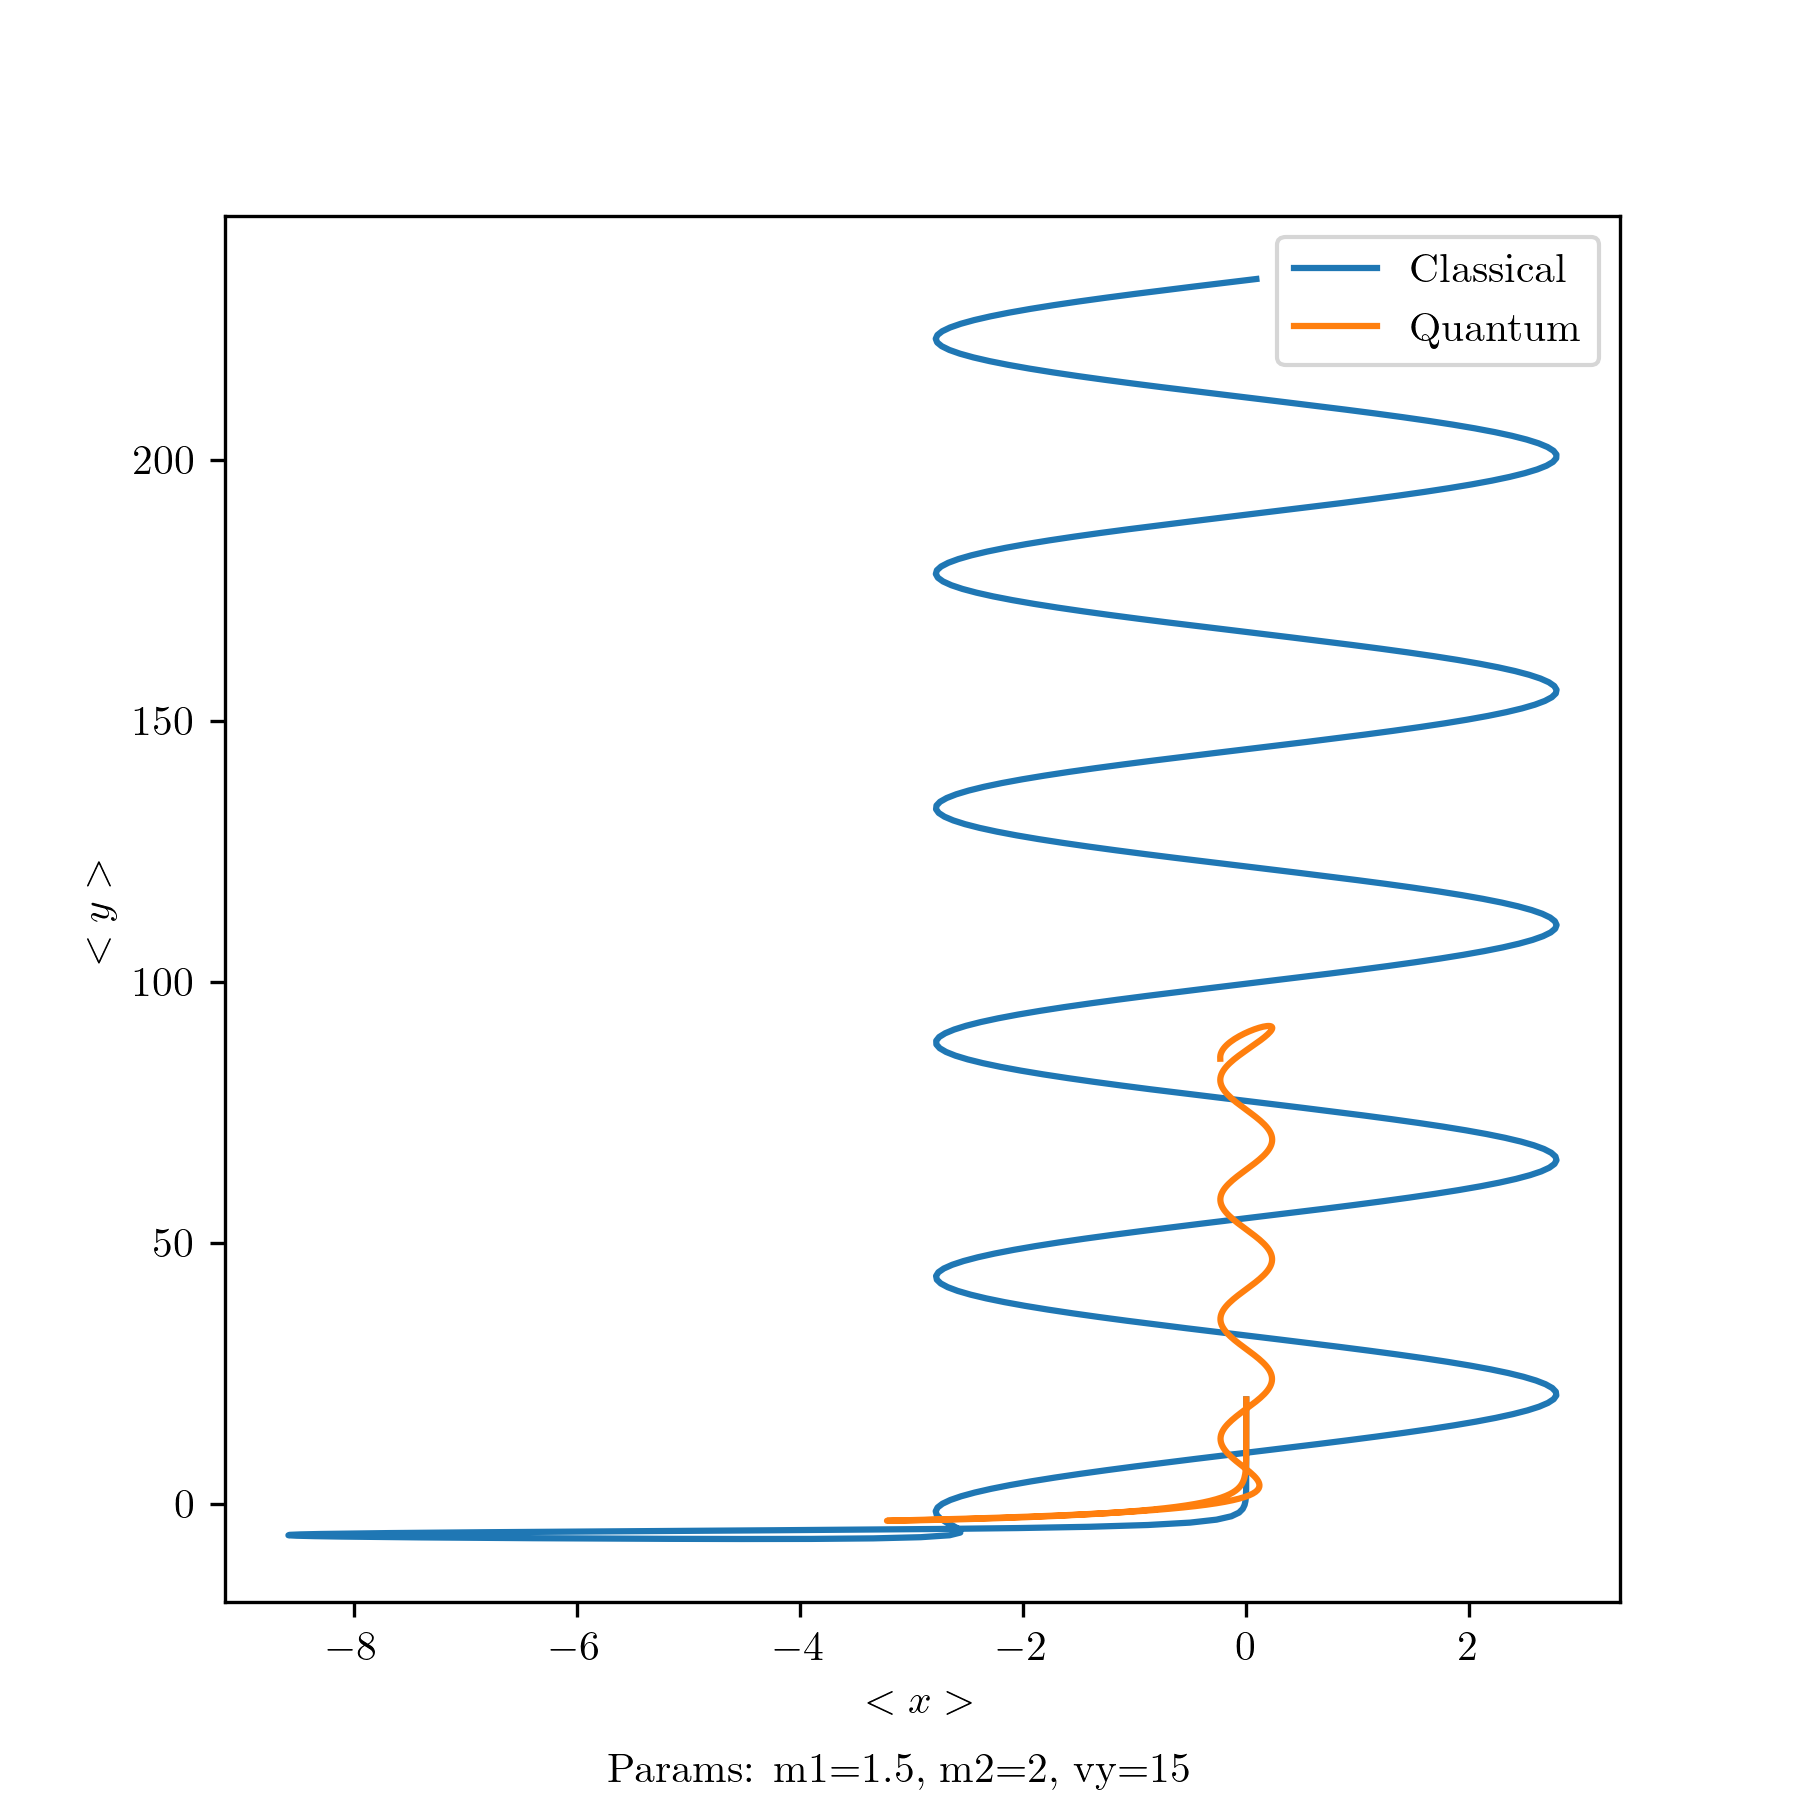 Classical
Quantum
200
150
100
50
0
< y >
−8 −6 −4 −2 0 2
< x >
Params: m1=1.5, m2=2, vy=15